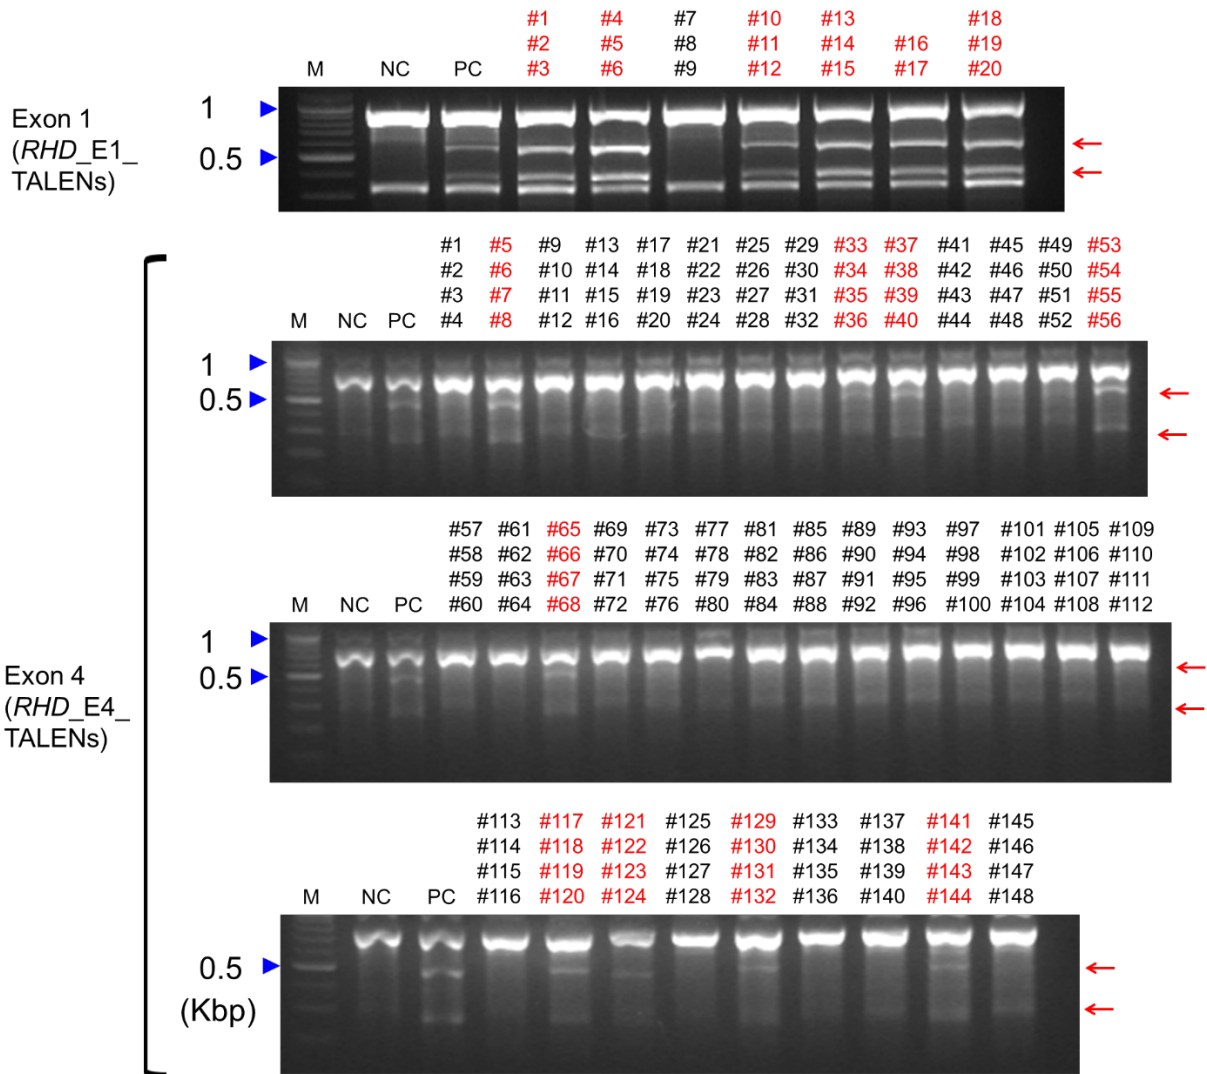 #1 #4 #7 #10 #13 #18
#2 #5 #8 #11 #14 #16 #19
M NC PC #3 #6 #9 #12 #15 #17 #20
1
Exon 1
(RHD_E1_
TALENs)
0.5
#1 #5 #9 #13 #17 #21 #25 #29 #33 #37 #41 #45 #49 #53
#2 #6 #10 #14 #18 #22 #26 #30 #34 #38 #42 #46 #50 #54
#3 #7 #11 #15 #19 #23 #27 #31 #35 #39 #43 #47 #51 #55
M NC PC #4 #8 #12 #16 #20 #24 #28 #32 #36 #40 #44 #48 #52 #56
1
0.5
#57 #61 #65 #69 #73 #77 #81 #85 #89 #93 #97 #101 #105 #109
#58 #62 #66 #70 #74 #78 #82 #86 #90 #94 #98 #102 #106 #110
#59 #63 #67 #71 #75 #79 #83 #87 #91 #95 #99 #103 #107 #111
M NC PC #60 #64 #68 #72 #76 #80 #84 #88 #92 #96 #100 #104 #108 #112
1
0.5
Exon 4
(RHD_E4_
TALENs)
#113 #117 #121 #125 #129 #133 #137 #141 #145
#114 #118 #122 #126 #130 #134 #138 #142 #146
#115 #119 #123 #127 #131 #135 #139 #143 #147
M NC PC #116 #120 #124 #128 #132 #136 #140 #144 #148
0.5
(Kbp)